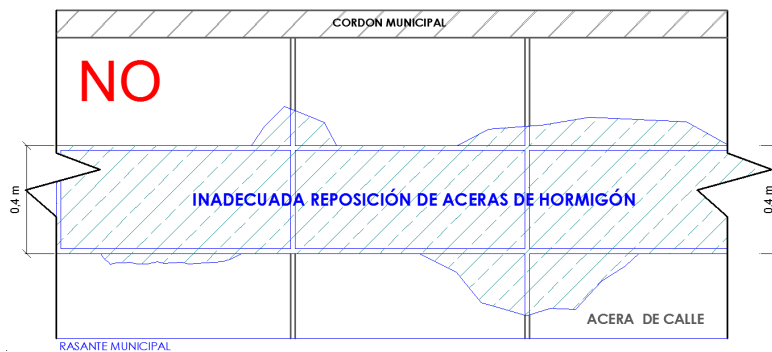 CORDON MUNICIPAL
NO
0,4 m
INADECUADA REPOSICIÓN DE ACERAS DE HORMIGÓN
0.4 m
ACERA DE CALLE
RASANTE MUNICIPAL